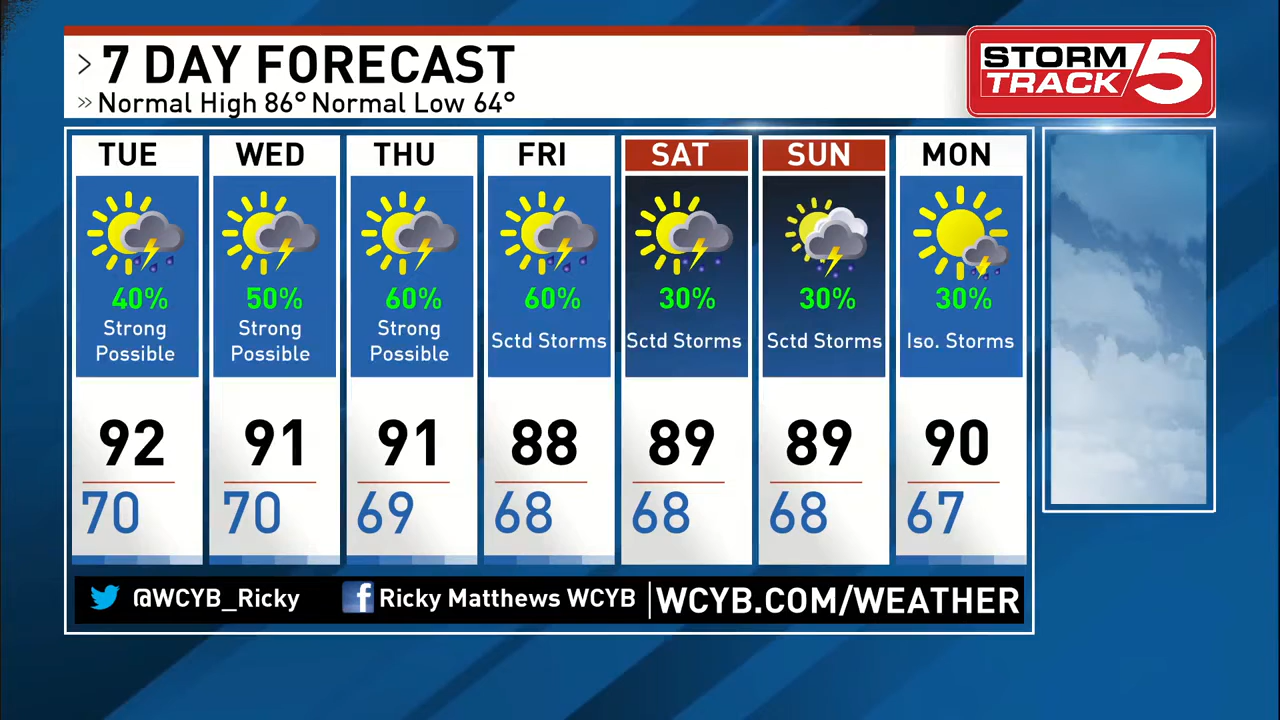 > 7 DAY FORECAST
» Normal High 86° Normal Low 64°
STORM
TRACK 5
TUE
40%
Strong
Possible
92
70
WED
50%
Strong
Possible
91
70
THU
60%
Strong
Possible
91
69
FRI
60%
Sctd Storms
88
68
SAT
30%
Sctd Storms
89
68
SUN
30%
Sctd Storms
89
68
MON
30%
Iso. Storms
90
67
@WCYB_Ricky
f Ricky Matthews WCYB
WCYB.COM/WEATHER